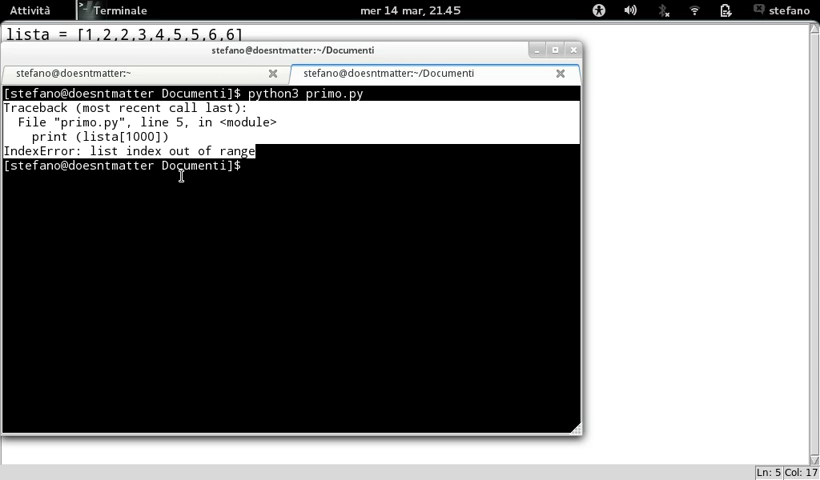 Attività
Terminale
mer 14 mar, 21.45
stefano
lista = [1,2,2,3,4,5,5,6,6]
stefano@doesntmatter:~/Documenti
stefano@doesntmatter:~
stefano@doesntmatter:~/Documenti
[stefano@doesntmatter Documenti]$ python3 primo.py
Traceback (most recent call last):
  File "primo.py", line 5, in <module>
    print (lista[1000])
IndexError: list index out of range
[stefano@doesntmatter Documenti]$
Ln: 5 Col: 17